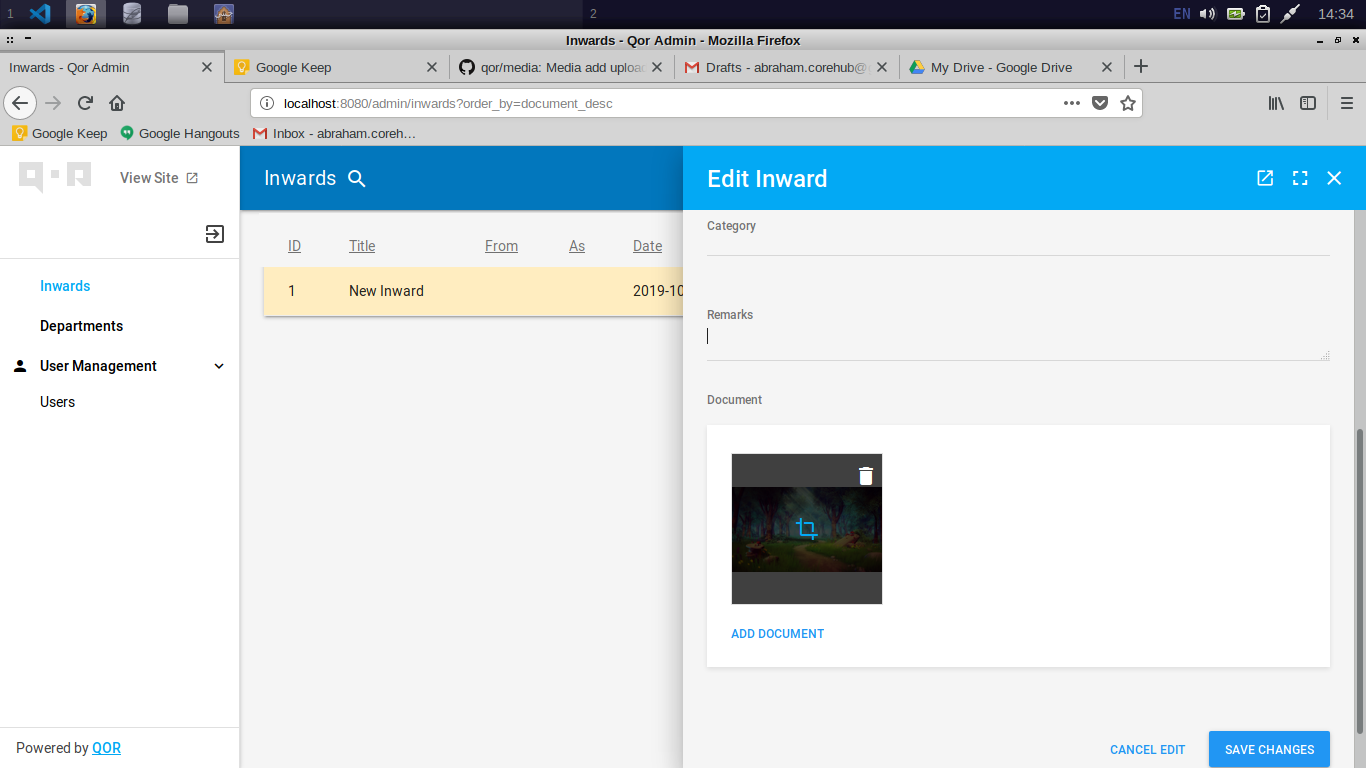 1
2
EN
14:34
Inwards - Qor Admin - Mozilla Firefox
Inwards - Qor Admin
Google Keep
qor/media: Media add uploa
Drafts - abraham.corehub@
My Drive - Google Drive
localhost:8080/admin/inwards?order_by=document_desc
Google Keep
Google Hangouts
Inbox - abraham.coreh…
View Site
Inwards
Departments
User Management
Users
Powered by QOR
Inwards
ID Title From As Date
1 New Inward 2019-10
Edit Inward
Category
Remarks
Document
ADD DOCUMENT
CANCEL EDIT
SAVE CHANGES